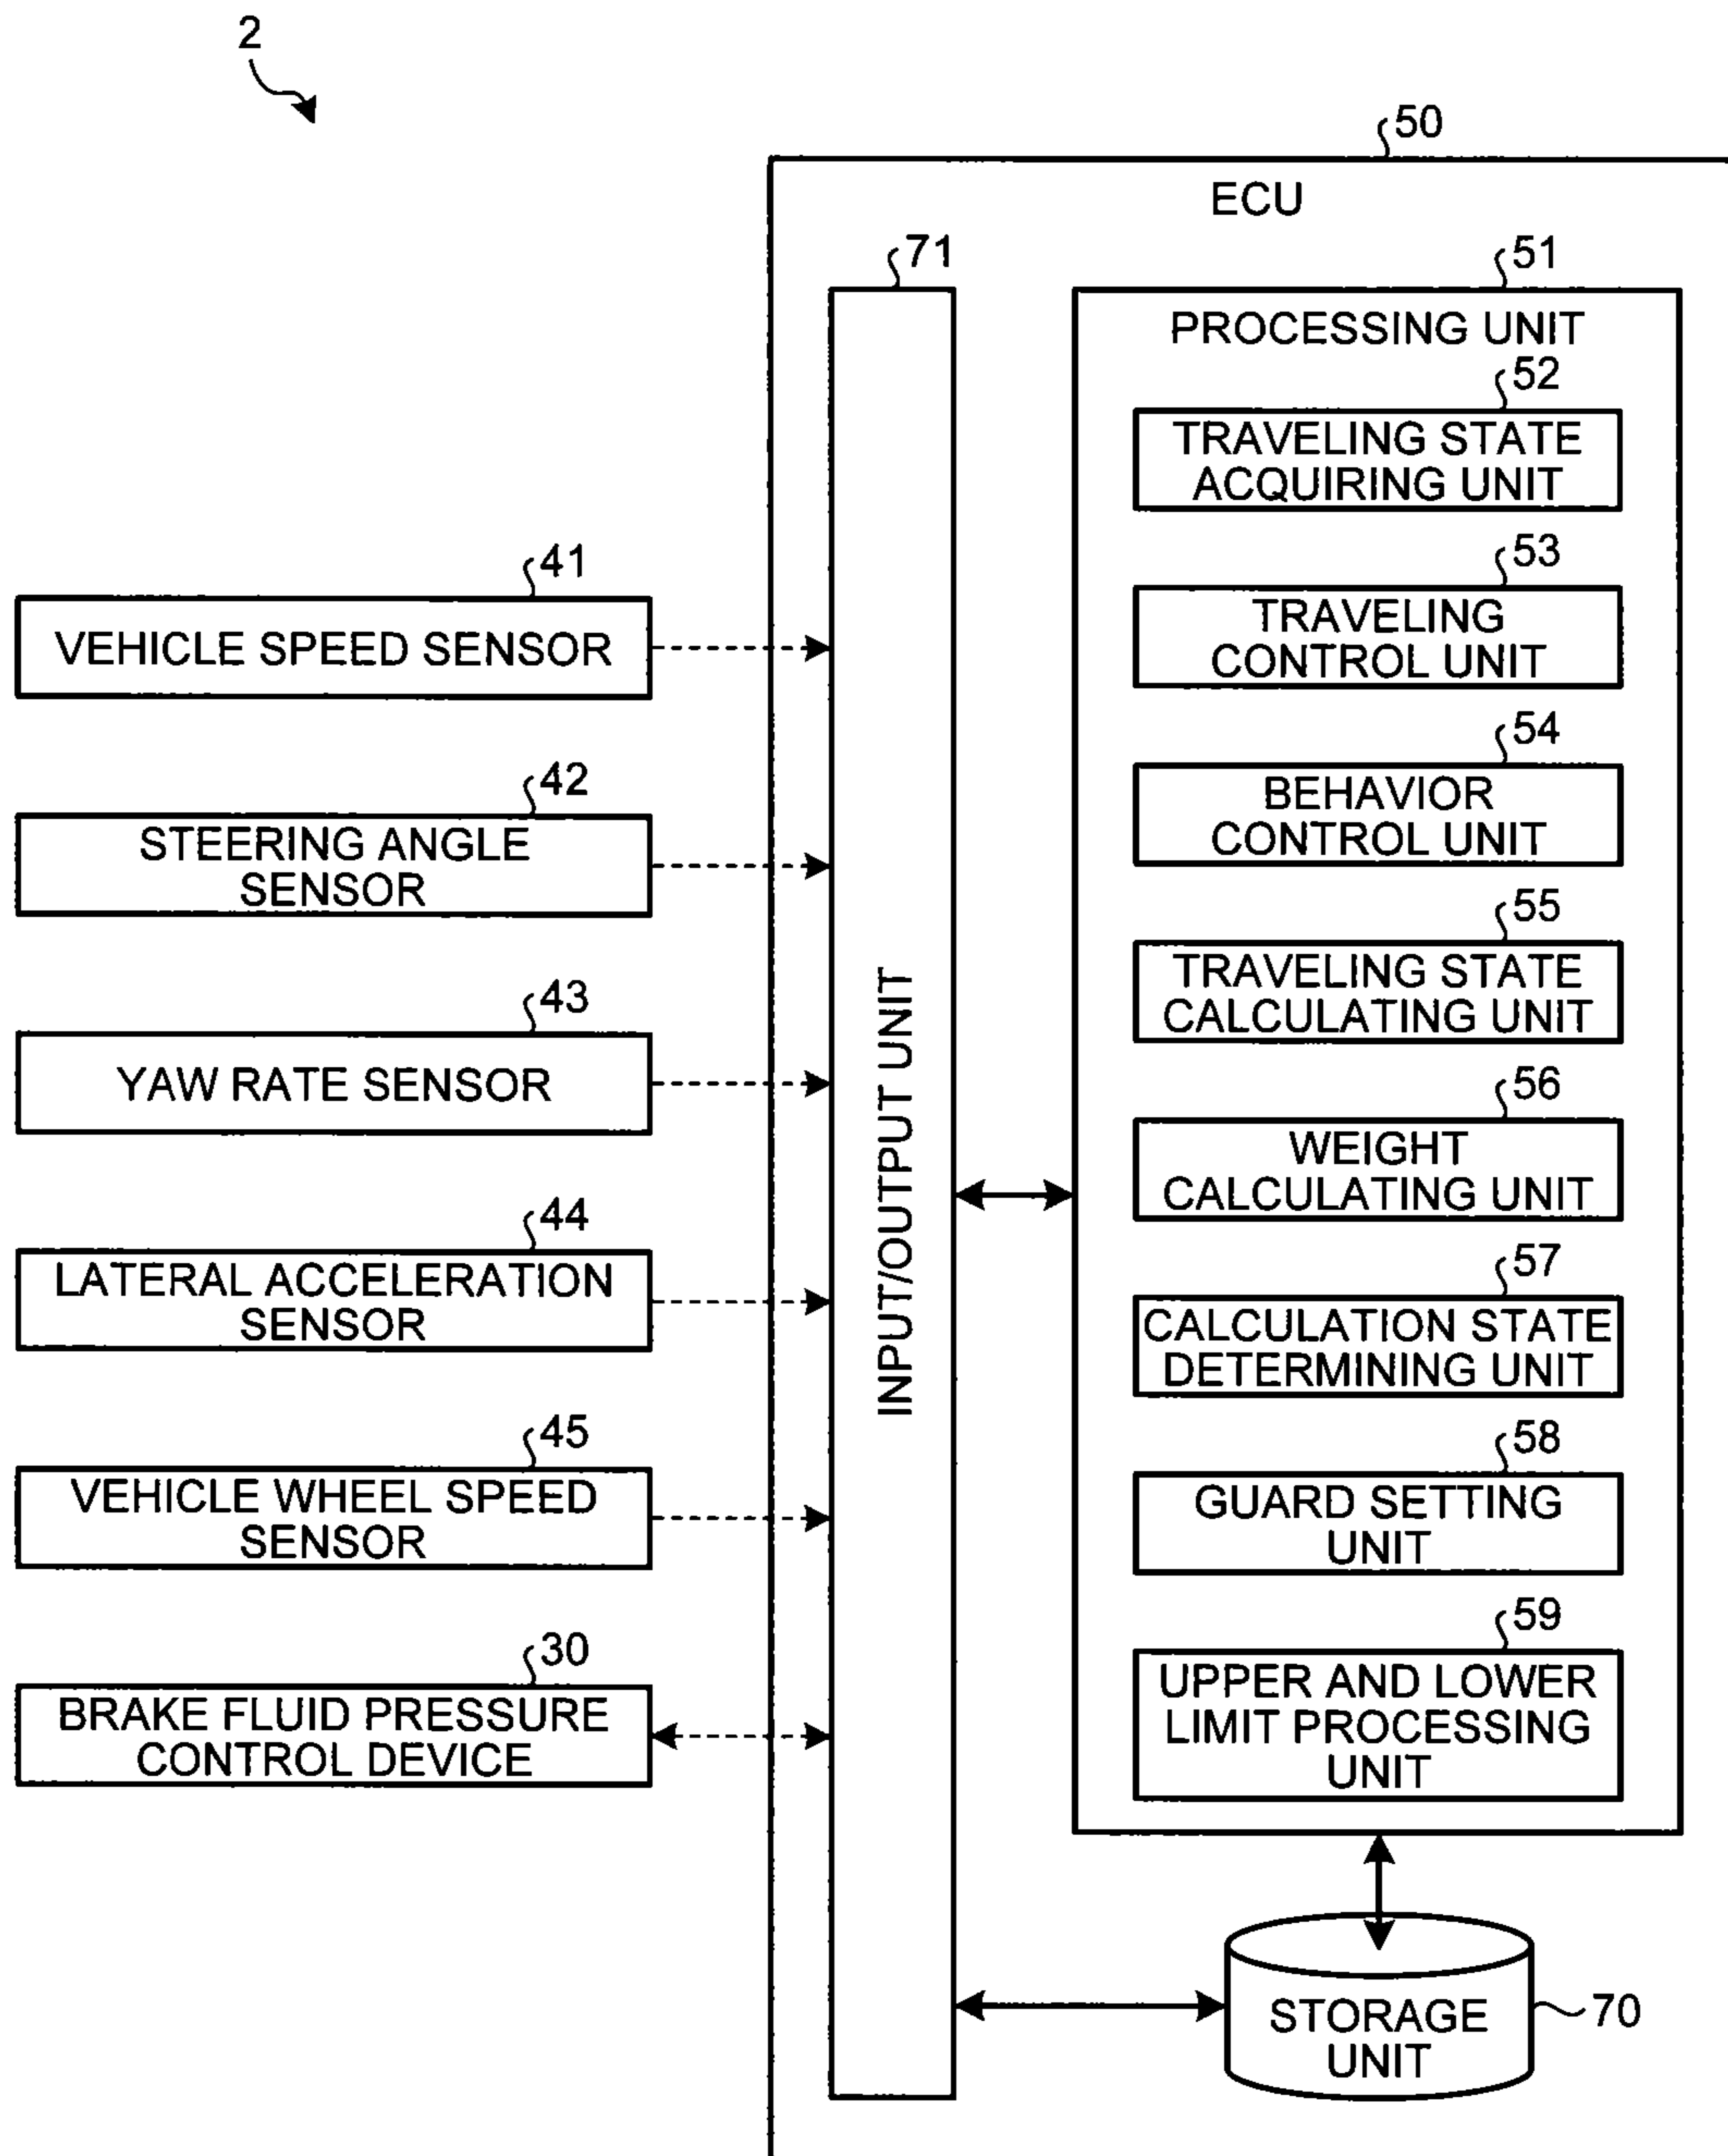 2
50
ECU
71
51
PROCESSING UNIT
52
TRAVELING STATE
ACQUIRING UNIT
53
TRAVELING
CONTROL UNIT
54
BEHAVIOR
CONTROL UNIT
55
TRAVELING STATE
CALCULATING UNIT
56
WEIGHT
CALCULATING UNIT
57
CALCULATION STATE
DETERMINING UNIT
58
GUARD SETTING
UNIT
59
UPPER AND LOWER
LIMIT PROCESSING
UNIT
41
VEHICLE SPEED SENSOR
42
STEERING ANGLE
SENSOR
43
YAW RATE SENSOR
44
LATERAL ACCELERATION
SENSOR
45
VEHICLE WHEEL SPEED
SENSOR
30
BRAKE FLUID PRESSURE
CONTROL DEVICE
INPUT/OUTPUT UNIT
STORAGE
UNIT
70